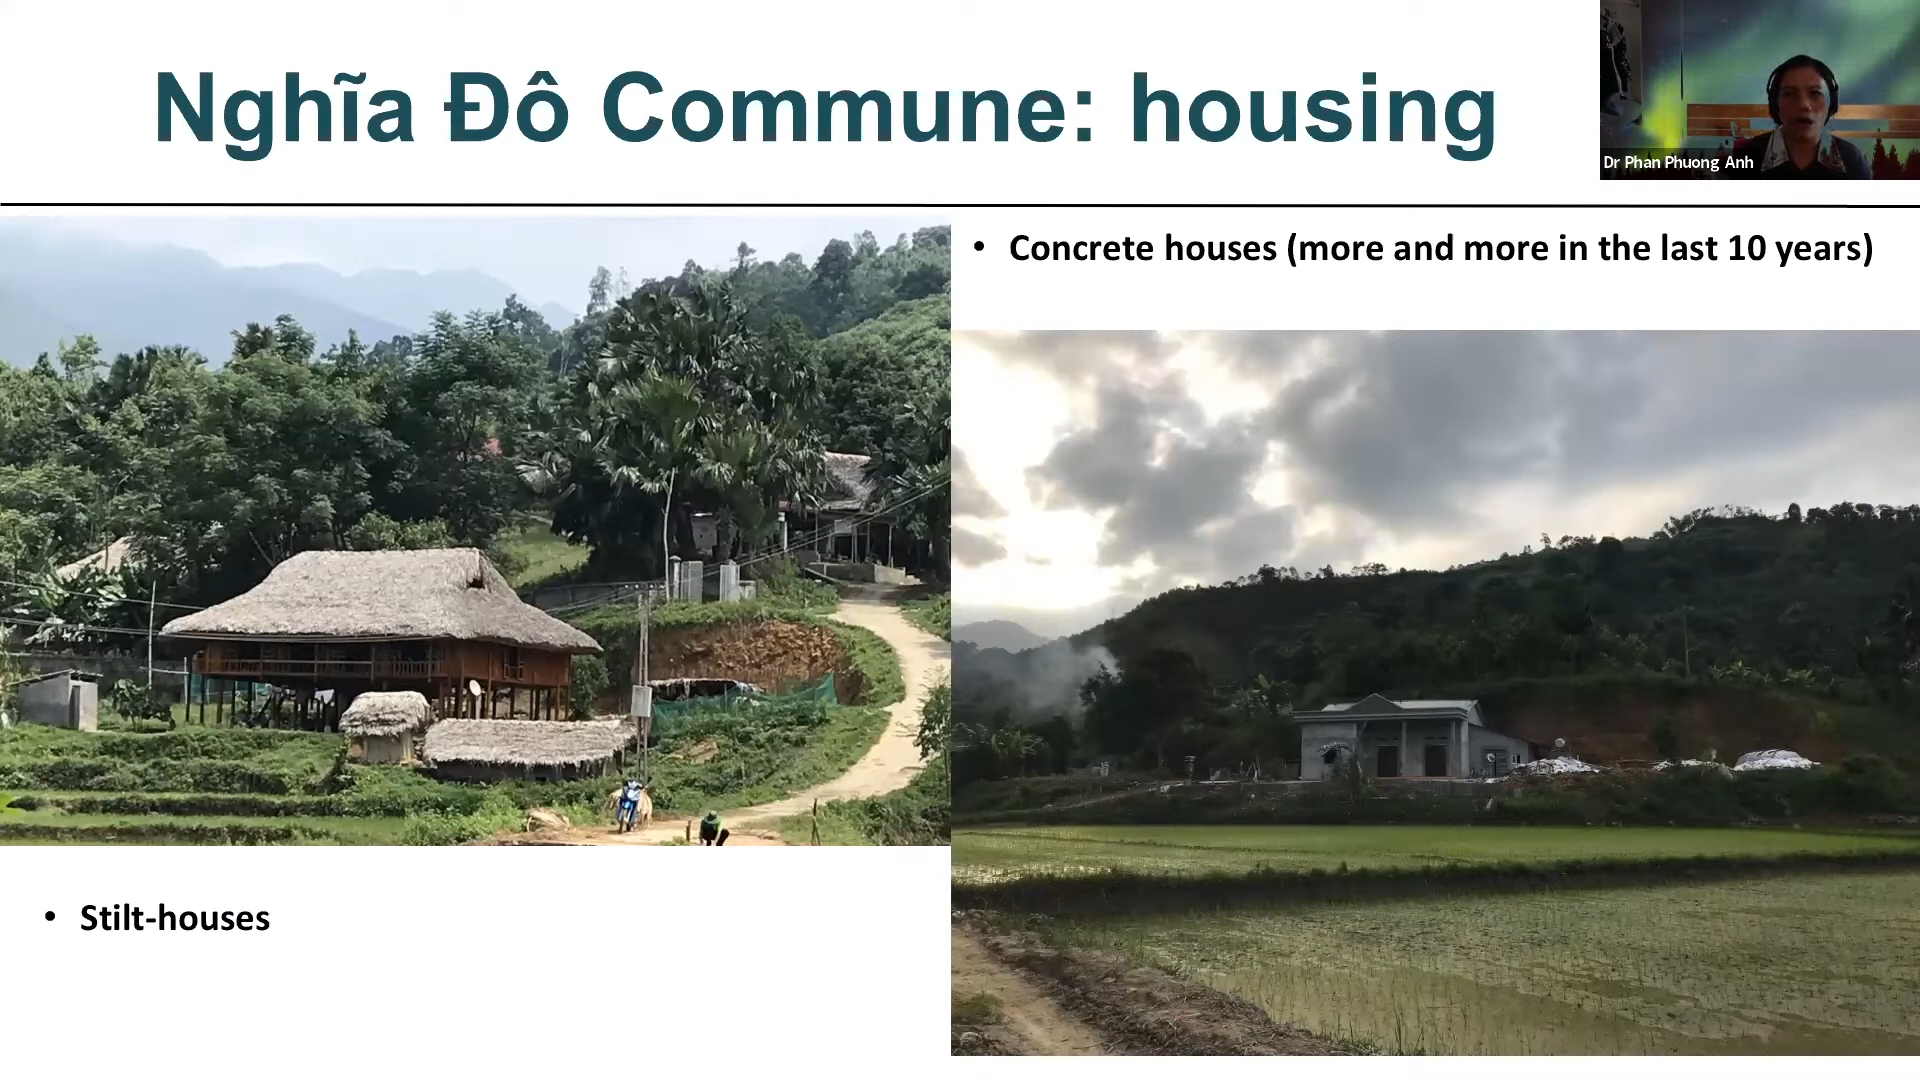 Nghĩa Đô Commune: housing
Dr Phan Phuong Anh
• Concrete houses (more and more in the last 10 years)
• Stilt-houses